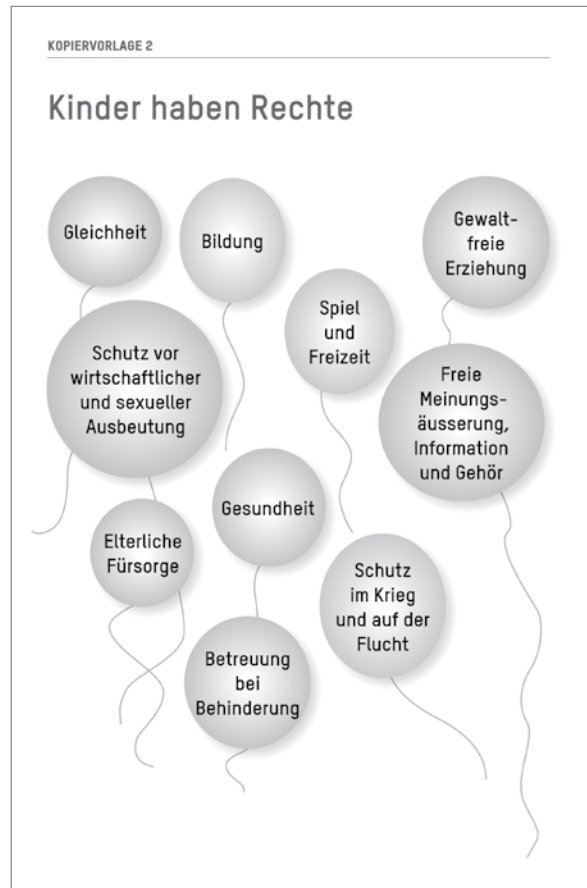 KOPIERVORLAGE 2
Kinder haben Rechte
Gleichheit
Bildung
Gewalt-
freie
Erziehung
Spiel
und
Freizeit
Schutz vor
wirtschaftlicher
und sexueller
Ausbeutung
Freie
Meinungs-
äusserung,
Information
und Gehör
Gesundheit
Elterliche
Fürsorge
Schutz
im Krieg
und auf der
Flucht
Betreuung
bei
Behinderung